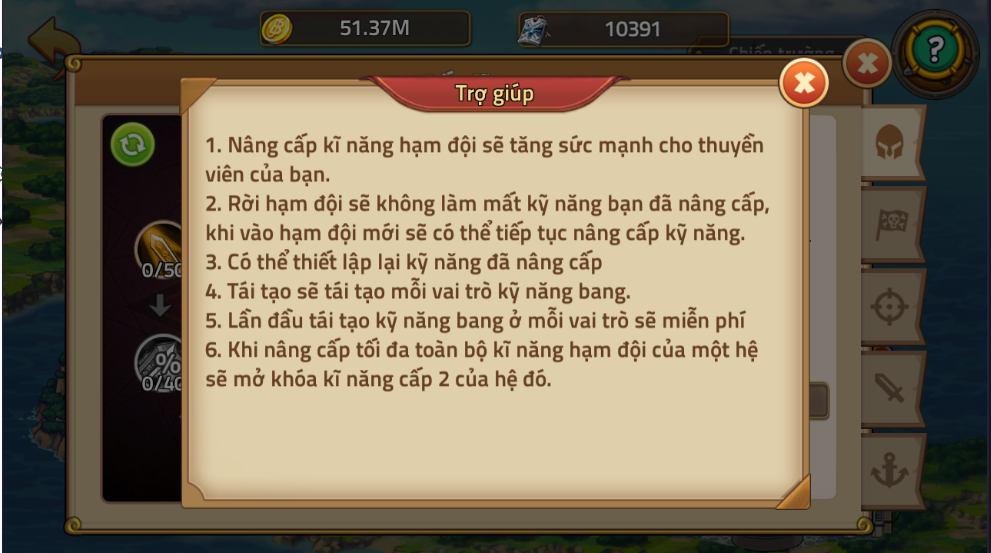 51.37M
10391
Chiến trường
Trợ giúp
1. Nâng cấp kĩ năng hạm đội sẽ tăng sức mạnh cho thuyền
viên của bạn.
2. Rời hạm đội sẽ không làm mất kỹ năng bạn đã nâng cấp,
khi vào hạm đội mới sẽ có thể tiếp tục nâng cấp kỹ năng.
3. Có thể thiết lập lại kỹ năng đã nâng cấp
4. Tái tạo sẽ tái tạo mỗi vai trò kỹ năng bang.
5. Lần đầu tái tạo kỹ năng bang ở mỗi vai trò sẽ miễn phí
6. Khi nâng cấp tối đa toàn bộ kĩ năng hạm đội của một hệ
sẽ mở khóa kĩ năng cấp 2 của hệ đó.
0/50
%
0/40